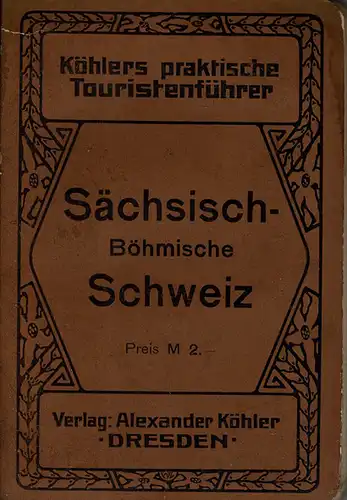 Köhlers praktische
Touristenführer
Sächsisch-
Böhmische
Schweiz
Preis M 2.—
Verlag: Alexander Köhler
·DRESDEN·